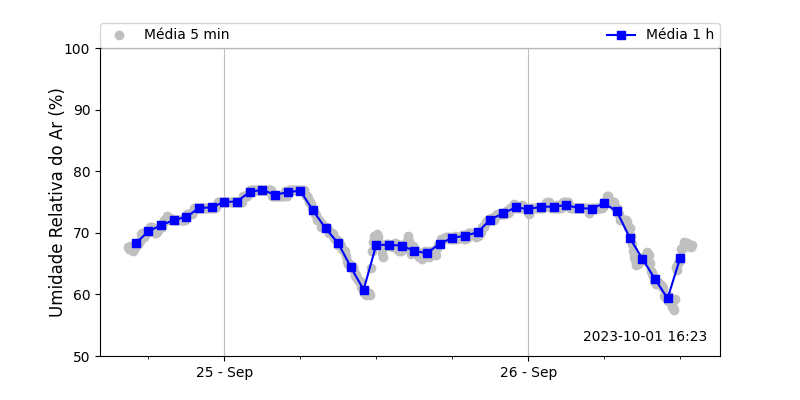 Média 5 min
Média 1 h
Umidade Relativa do Ar (%)
100
90
80
70
60
50
2023-10-01 16:23
25 - Sep
26 - Sep